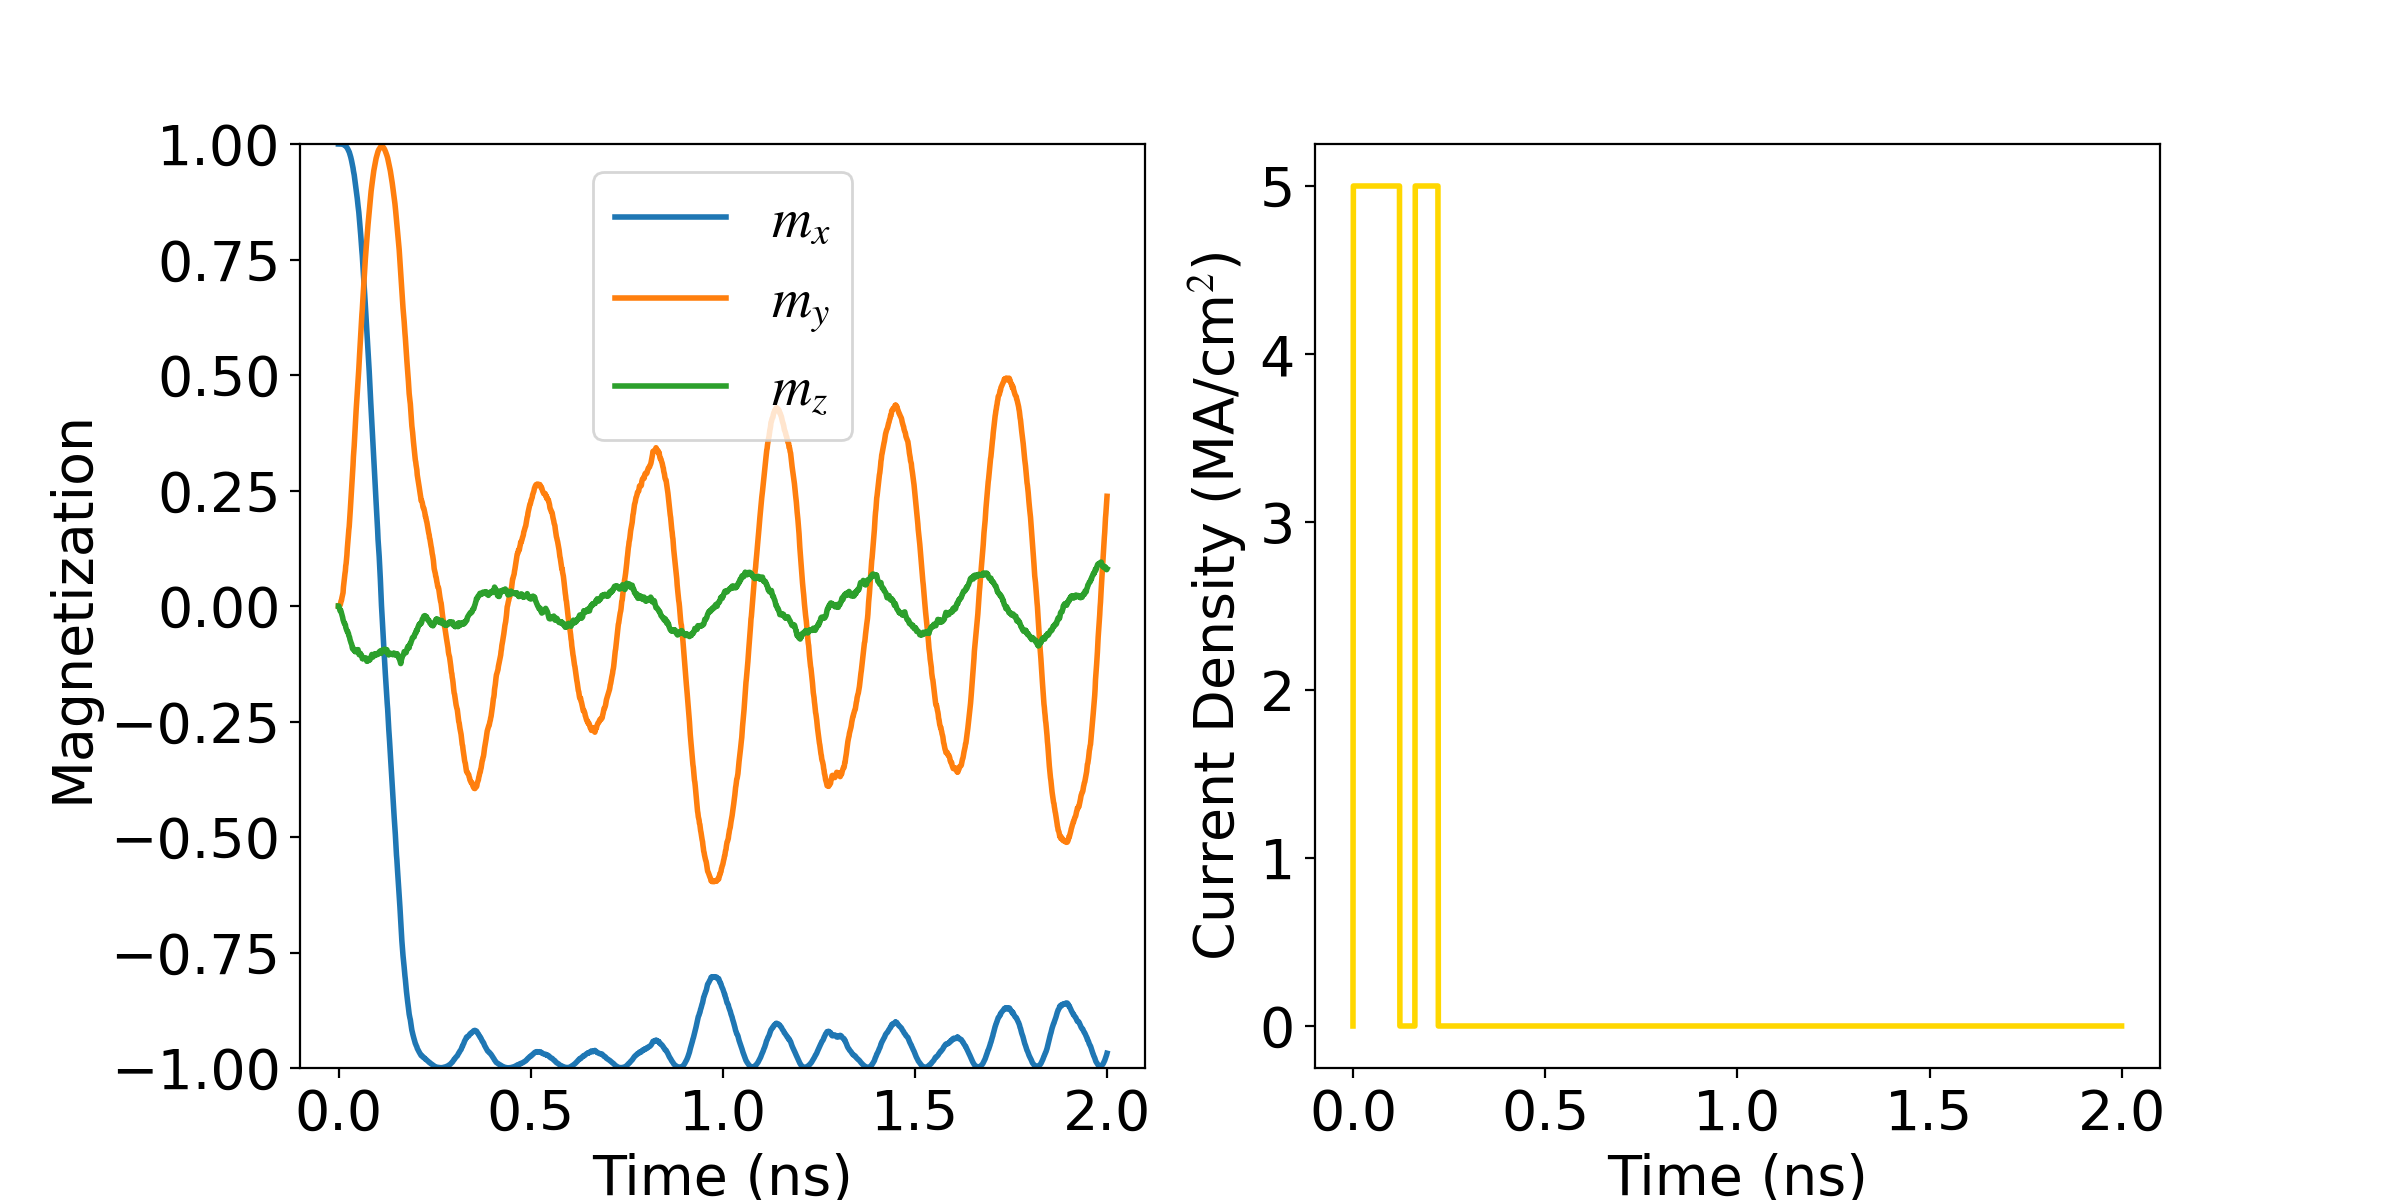 Magnetization
1.00
0.75
0.50
0.25
0.00
−0.25
−0.50
−0.75
−1.00
0.0 0.5 1.0 1.5 2.0
Time (ns)
m_x
m_y
m_z
Current Density (MA/cm²)
5
4
3
2
1
0
0.0 0.5 1.0 1.5 2.0
Time (ns)